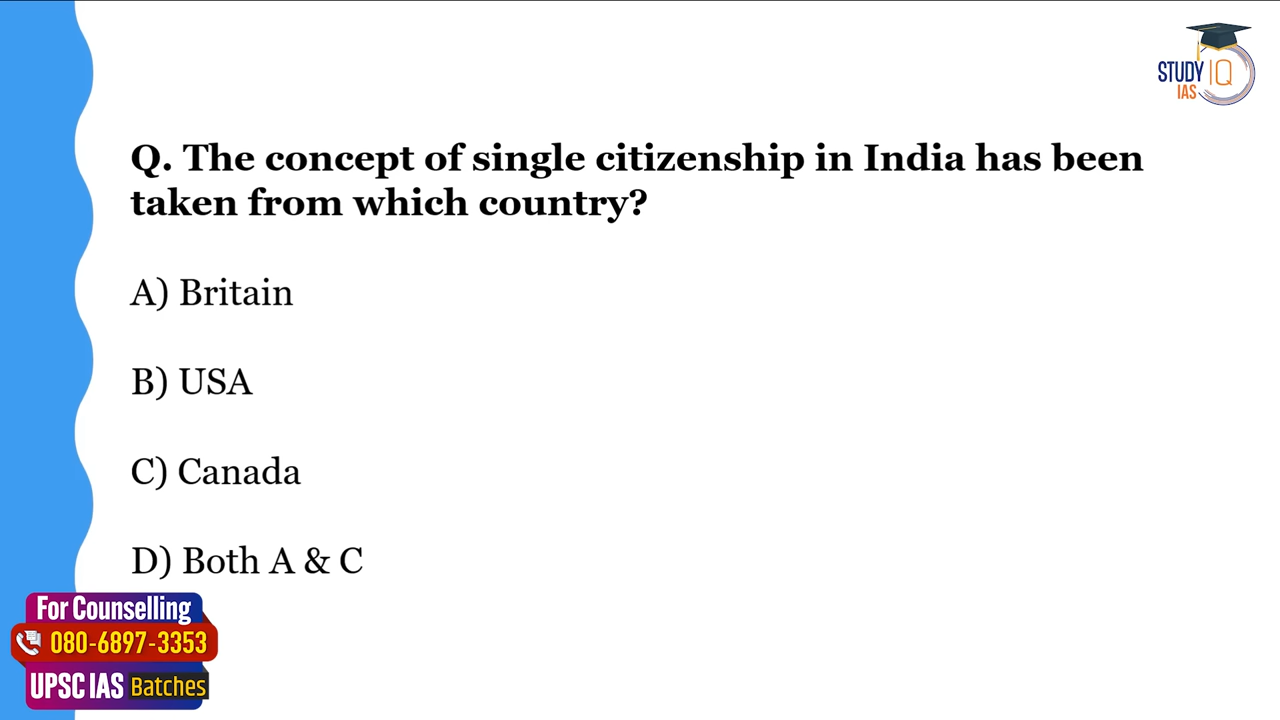 STUDY IQ
IAS
Q. The concept of single citizenship in India has been
taken from which country?
A) Britain
B) USA
C) Canada
D) Both A & C
For Counselling
080-6897-3353
UPSC IAS Batches